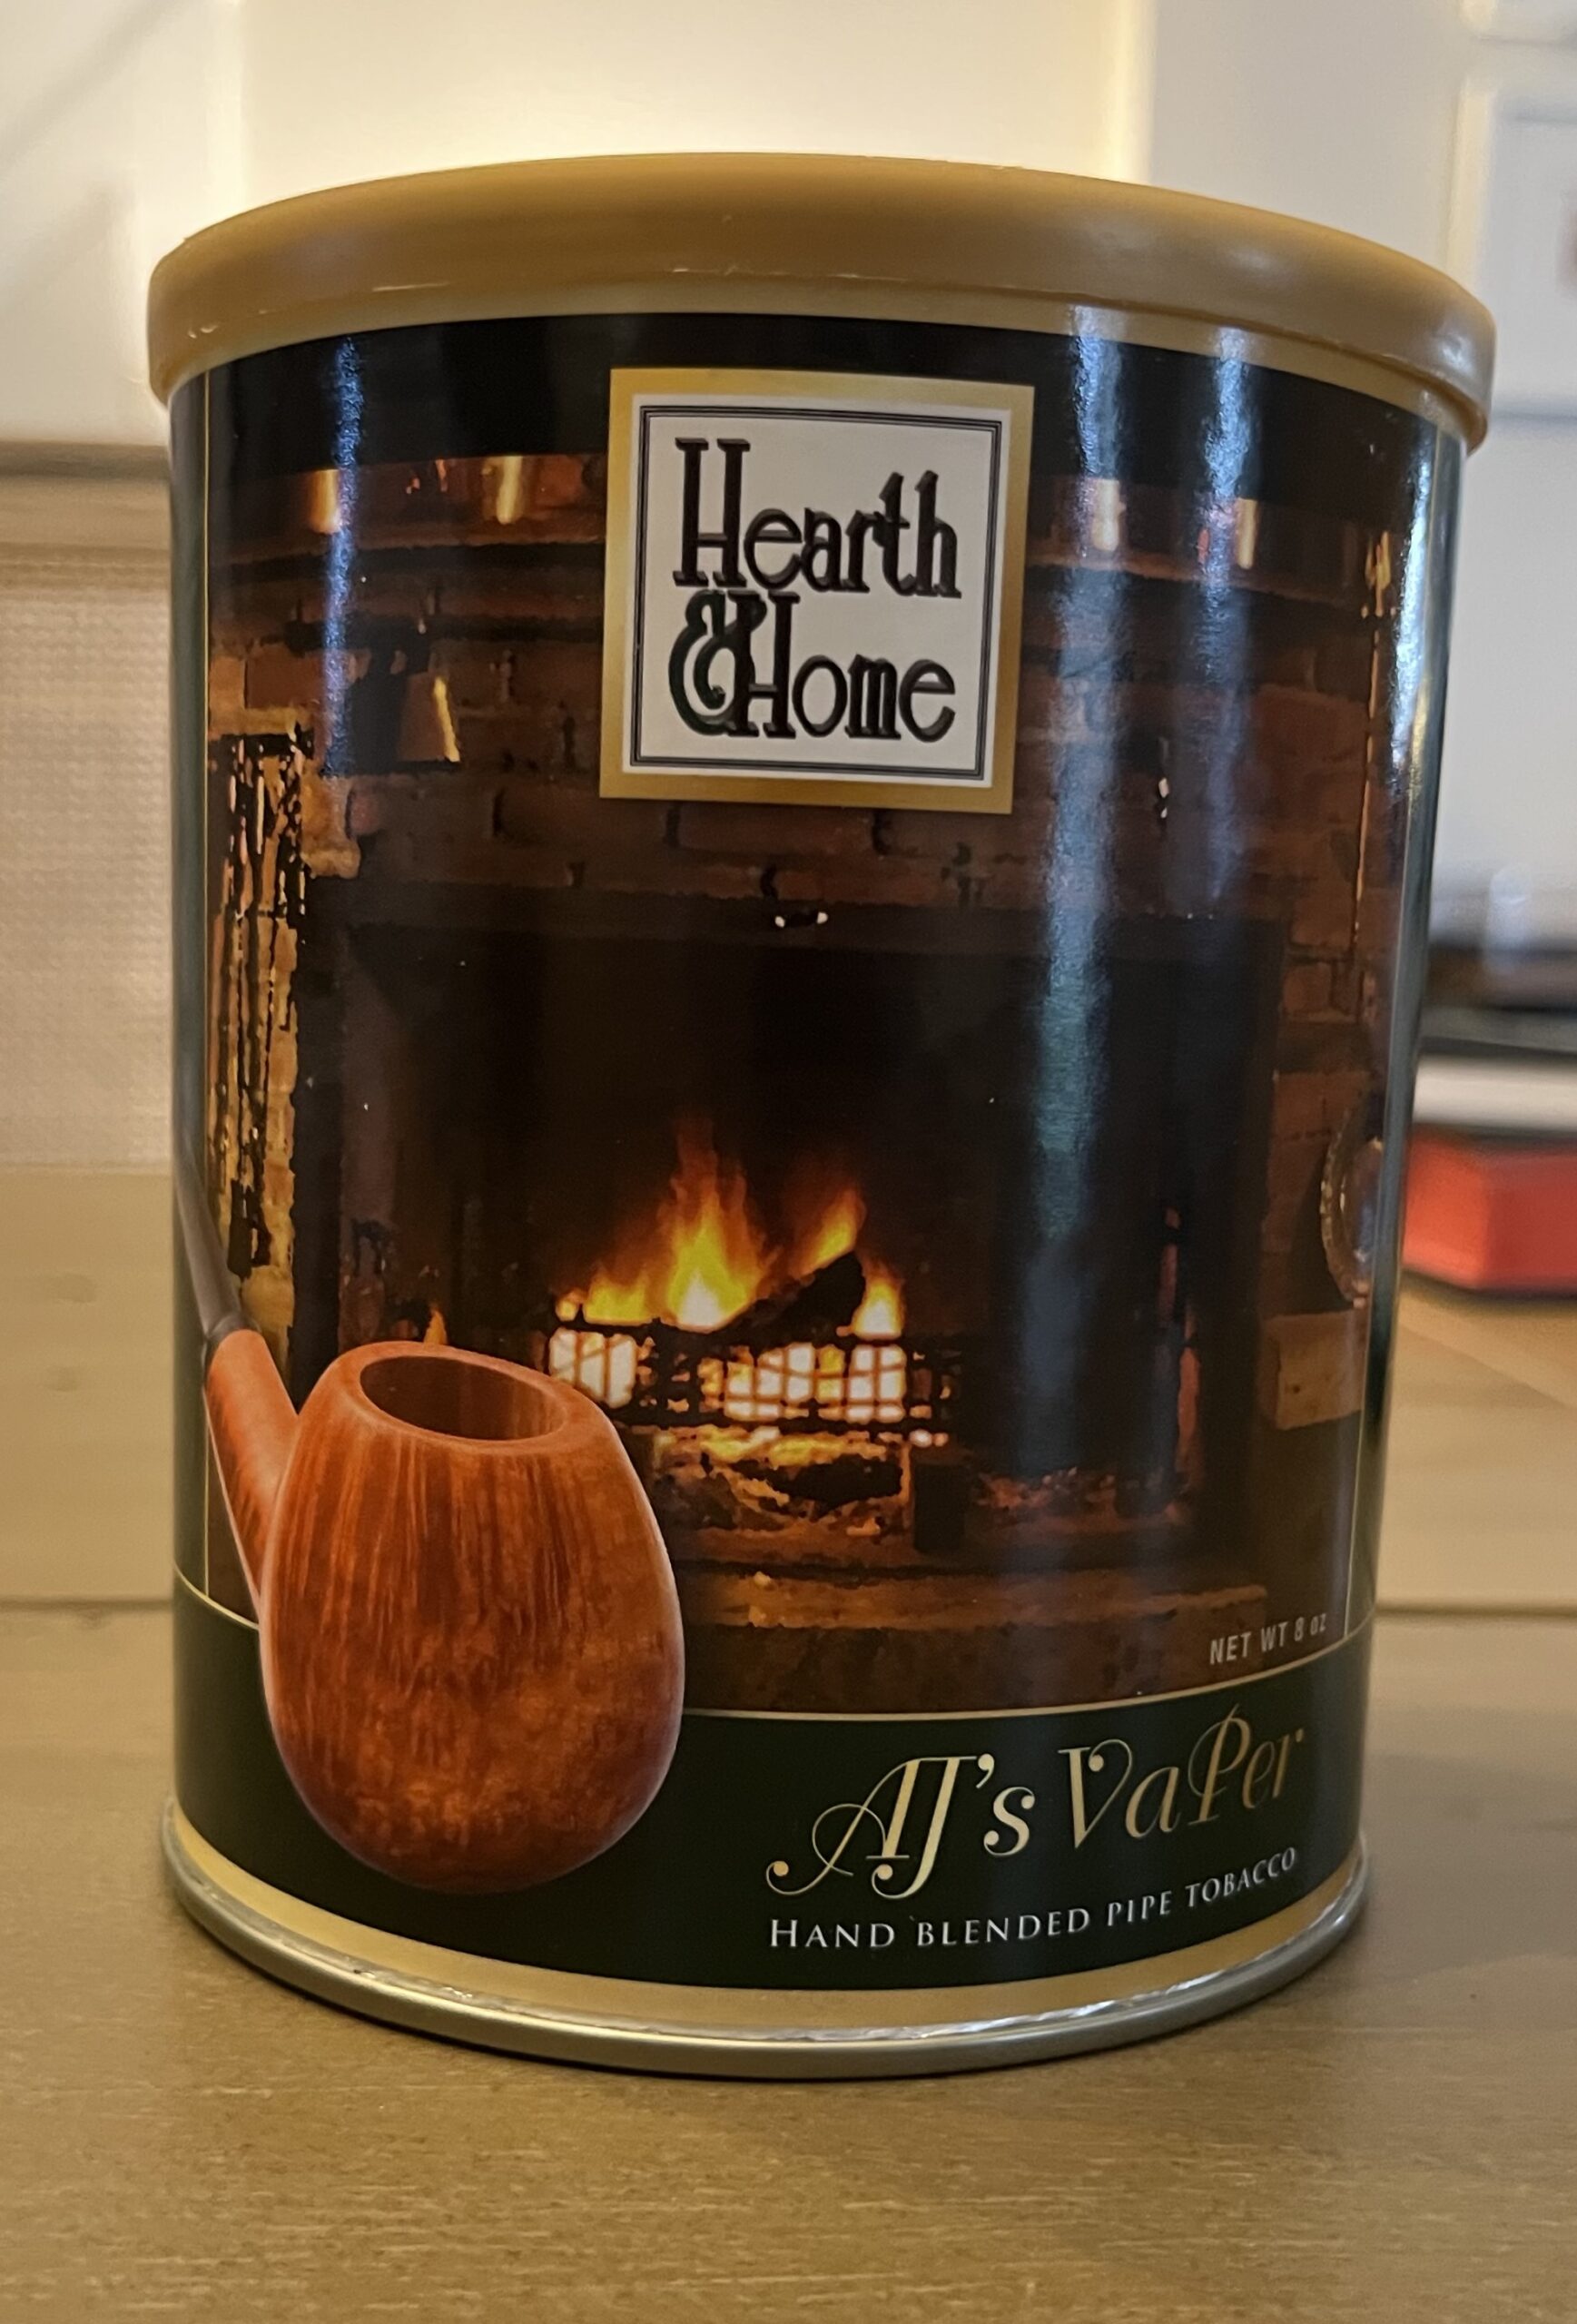 Hearth
& Home
NET WT 8 oz
AJ's VaPer
HAND BLENDED PIPE TOBACCO